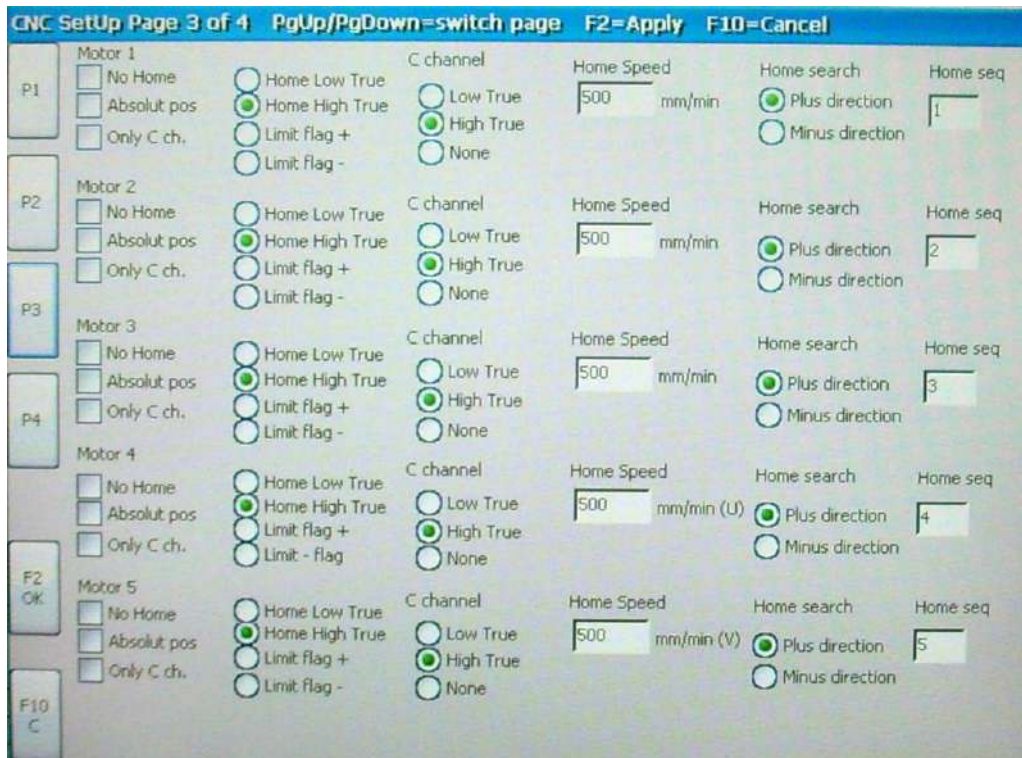 CNC SetUp Page 3 of 4 PgUp/PgDown=switch page F2=Apply F10=Cancel
P1
P2
P3
P4
F2
OK
F10
C
Motor 1
No Home
Absolut pos
Only C ch.
Home Low True
Home High True
Limit flag +
Limit flag -
C channel
Low True
High True
None
Home Speed
500 mm/min
Home search
Plus direction
Minus direction
Home seq
1
Motor 2
No Home
Absolut pos
Only C ch.
Home Low True
Home High True
Limit flag +
Limit flag -
C channel
Low True
High True
None
Home Speed
500 mm/min
Home search
Plus direction
Minus direction
Home seq
2
Motor 3
No Home
Absolut pos
Only C ch.
Home Low True
Home High True
Limit flag +
Limit flag -
C channel
Low True
High True
None
Home Speed
500 mm/min
Home search
Plus direction
Minus direction
Home seq
3
Motor 4
No Home
Absolut pos
Only C ch.
Home Low True
Home High True
Limit flag +
Limit - flag
C channel
Low True
High True
None
Home Speed
500 mm/min (U)
Home search
Plus direction
Minus direction
Home seq
4
Motor 5
No Home
Absolut pos
Only C ch.
Home Low True
Home High True
Limit flag +
Limit flag -
C channel
Low True
High True
None
Home Speed
500 mm/min (V)
Home search
Plus direction
Minus direction
Home seq
5